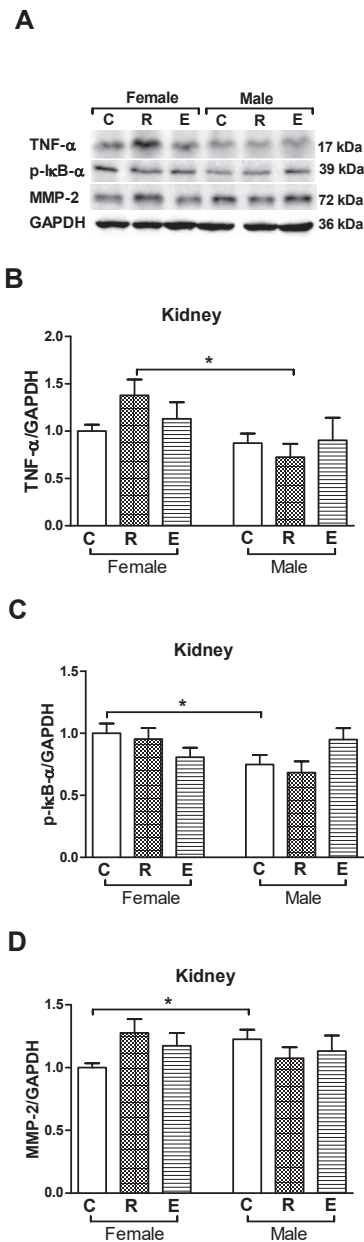 A
Female Male
C R E C R E
TNF-α 17 kDa
p-IκB-α 39 kDa
MMP-2 72 kDa
GAPDH 36 kDa
B
Kidney
TNF-α/GAPDH
2.0
1.5
1.0
0.5
0.0
*
C R E C R E
Female Male
C
Kidney
p-IκB-α/GAPDH
1.5
1.0
0.5
0.0
*
C R E C R E
Female Male
D
Kidney
MMP-2/GAPDH
1.5
1.0
0.5
0.0
*
C R E C R E
Female Male